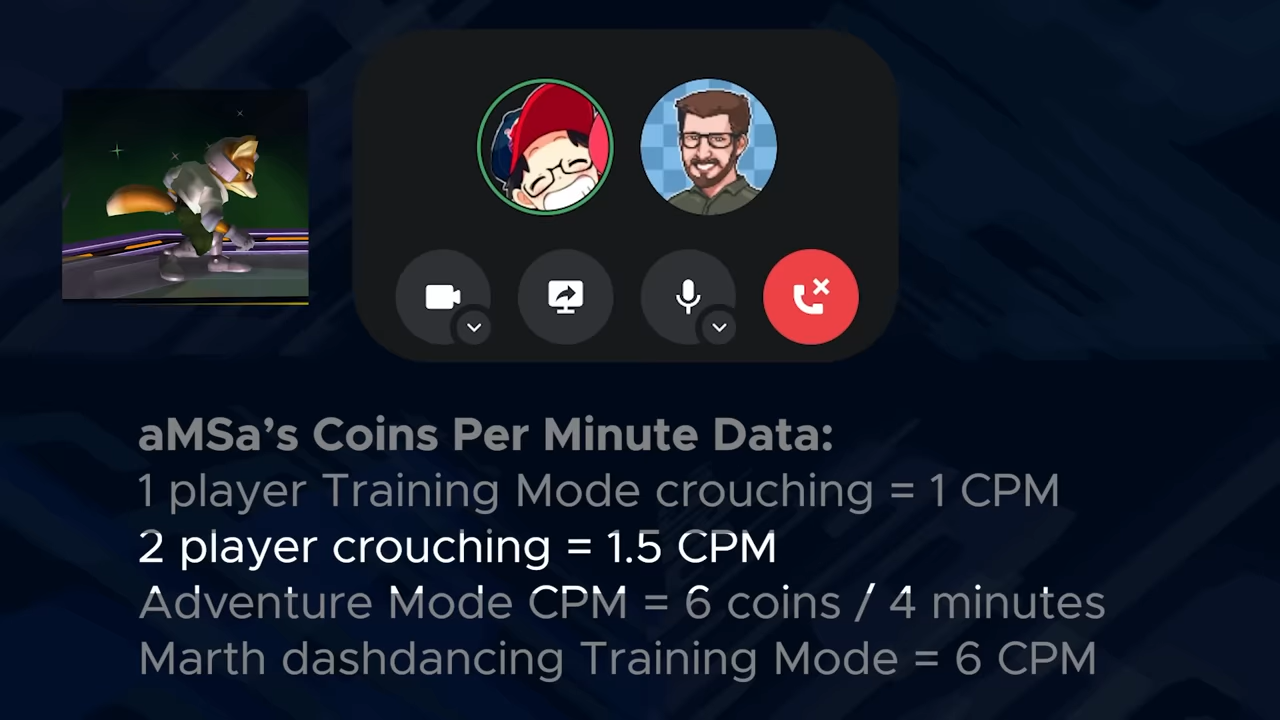 aMSa’s Coins Per Minute Data:
1 player Training Mode crouching = 1 CPM
2 player crouching = 1.5 CPM
Adventure Mode CPM = 6 coins / 4 minutes
Marth dashdancing Training Mode = 6 CPM